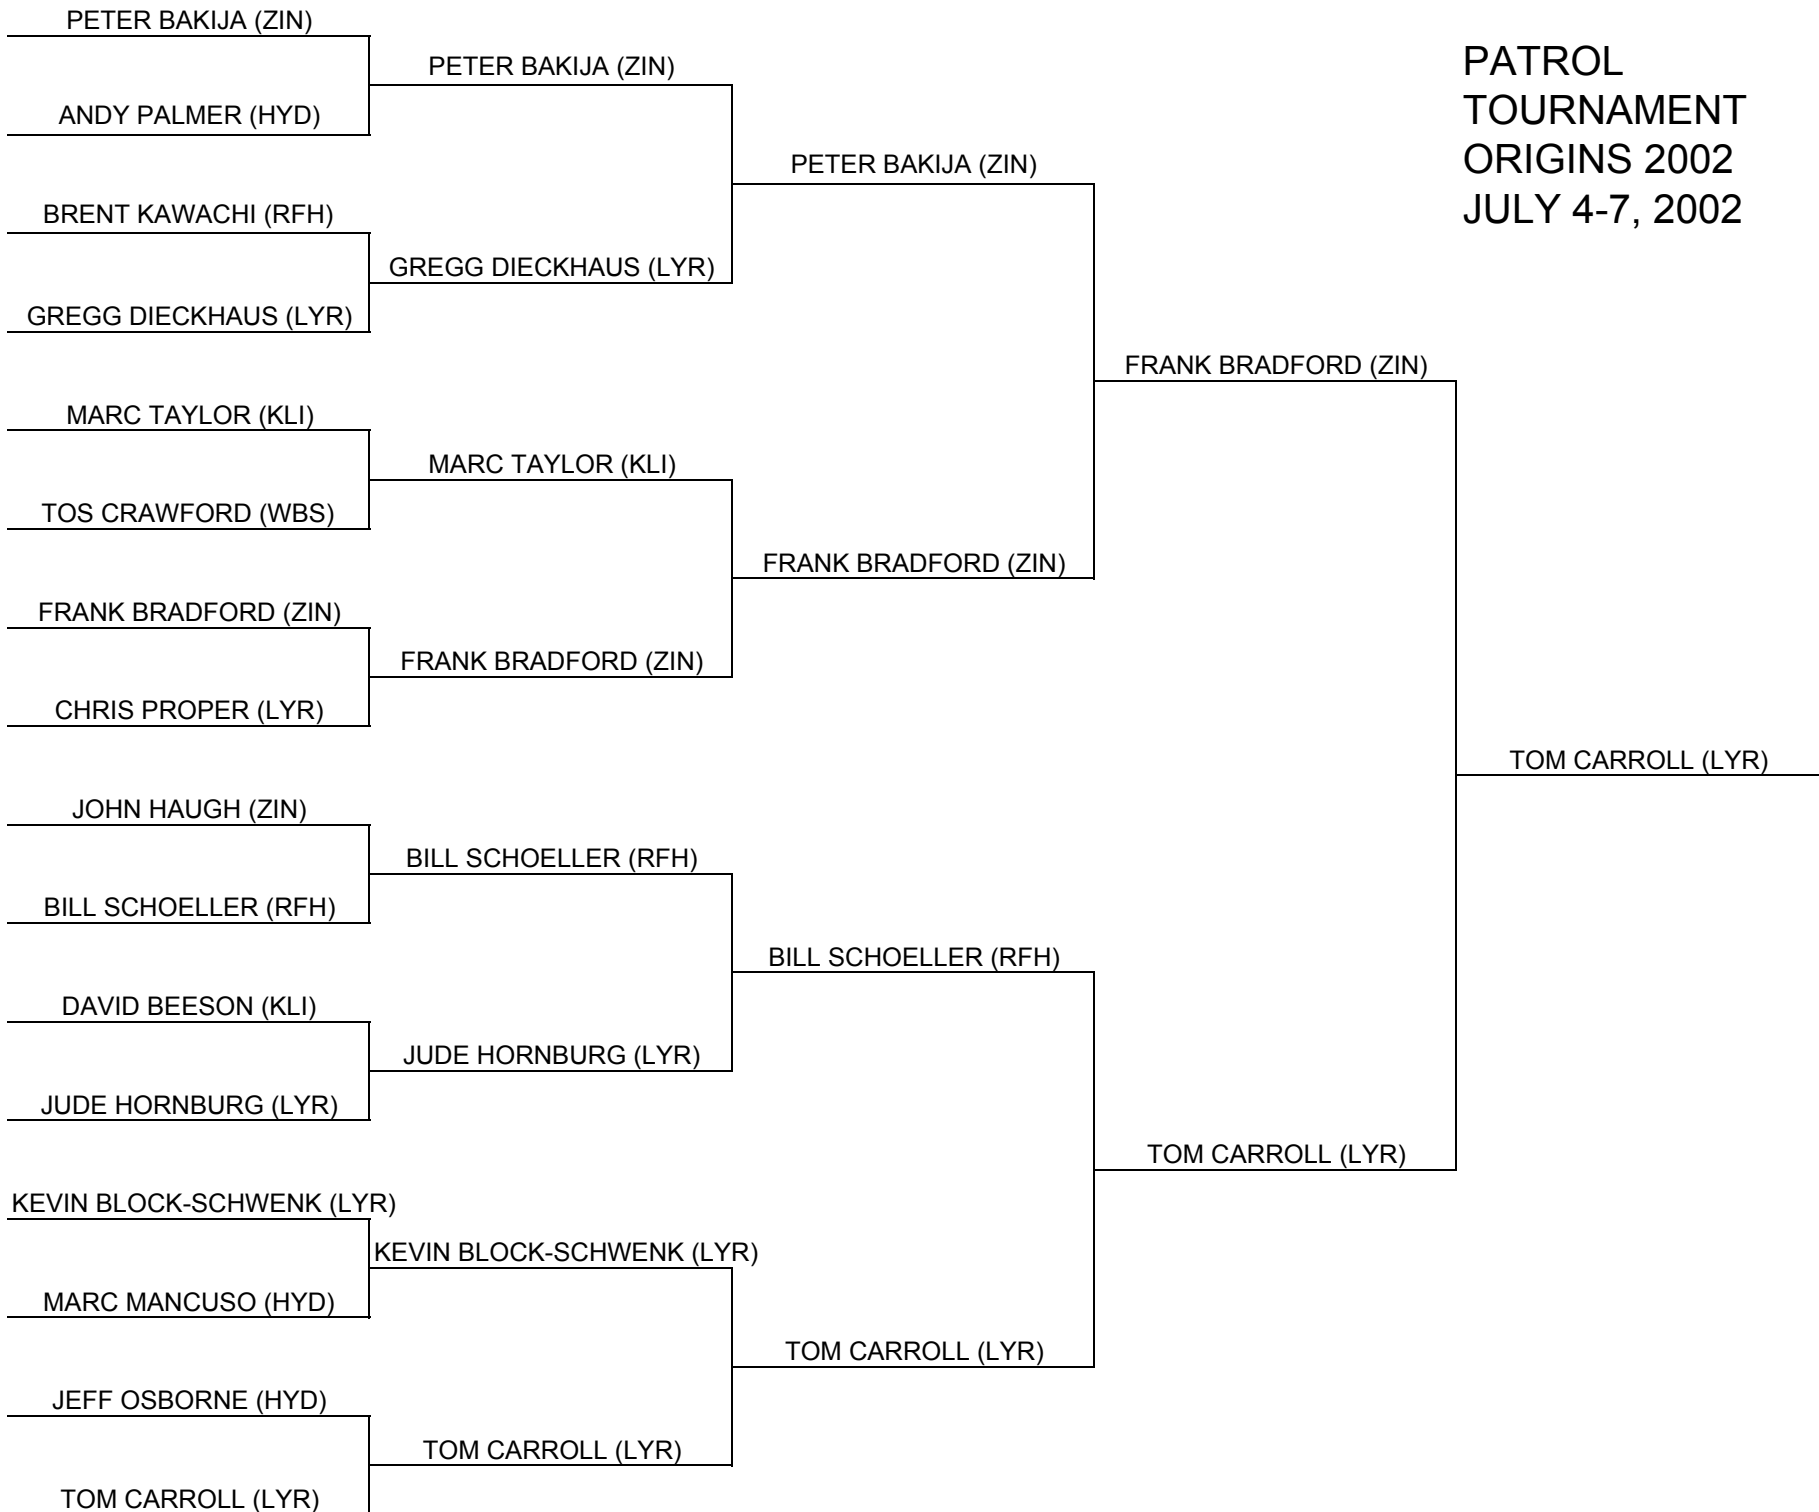 PETER BAKIJA (ZIN)
ANDY PALMER (HYD)
BRENT KAWACHI (RFH)
GREGG DIECKHAUS (LYR)
MARC TAYLOR (KLI)
TOS CRAWFORD (WBS)
FRANK BRADFORD (ZIN)
CHRIS PROPER (LYR)
JOHN HAUGH (ZIN)
BILL SCHOELLER (RFH)
DAVID BEESON (KLI)
JUDE HORNBURG (LYR)
KEVIN BLOCK-SCHWENK (LYR)
MARC MANCUSO (HYD)
JEFF OSBORNE (HYD)
TOM CARROLL (LYR)
PETER BAKIJA (ZIN)
GREGG DIECKHAUS (LYR)
MARC TAYLOR (KLI)
FRANK BRADFORD (ZIN)
BILL SCHOELLER (RFH)
JUDE HORNBURG (LYR)
KEVIN BLOCK-SCHWENK (LYR)
TOM CARROLL (LYR)
PETER BAKIJA (ZIN)
FRANK BRADFORD (ZIN)
BILL SCHOELLER (RFH)
TOM CARROLL (LYR)
FRANK BRADFORD (ZIN)
TOM CARROLL (LYR)
TOM CARROLL (LYR)
PATROL
TOURNAMENT
ORIGINS 2002
JULY 4-7, 2002